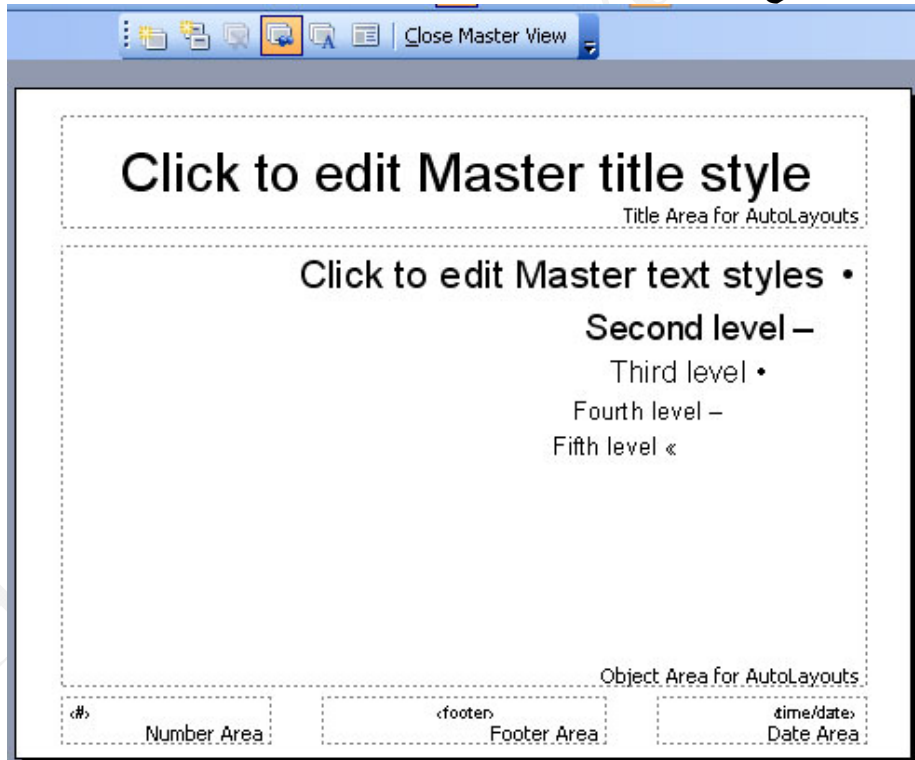 Close Master View
Click to edit Master title style
Title Area for AutoLayouts
Click to edit Master text styles •
Second level –
Third level •
Fourth level –
Fifth level «
Object Area for AutoLayouts
‹#› ‹footer› ‹time/date›
Number Area Footer Area Date Area